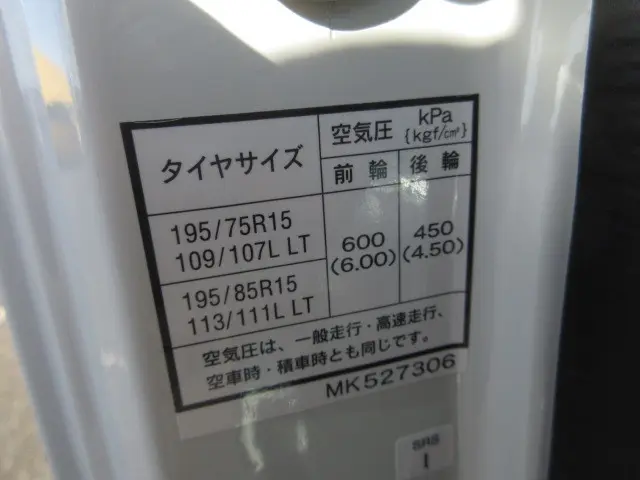 タイヤサイズ
空気圧 kPa
{kgf/cm²}
前輪 後輪
195/75R15
109/107L LT
600
(6.00)
450
(4.50)
195/85R15
113/111L LT
空気圧は、一般走行・高速走行、
空車時・積車時とも同じです。
MK527306
SRS
I